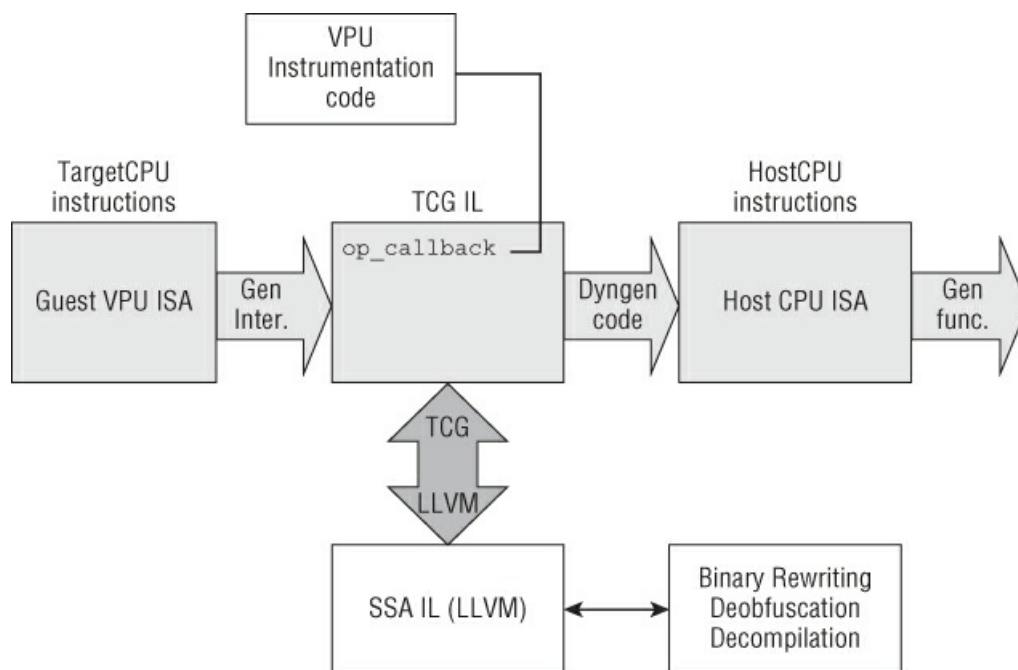 VPU
Instrumentation
code
TargetCPU
instructions
TCG IL
HostCPU
instructions
op_callback
Guest VPU ISA
Gen
Inter.
Dyngen
code
Host CPU ISA
Gen
func.
TCG
LLVM
SSA IL (LLVM)
Binary Rewriting
Deobfuscation
Decompilation